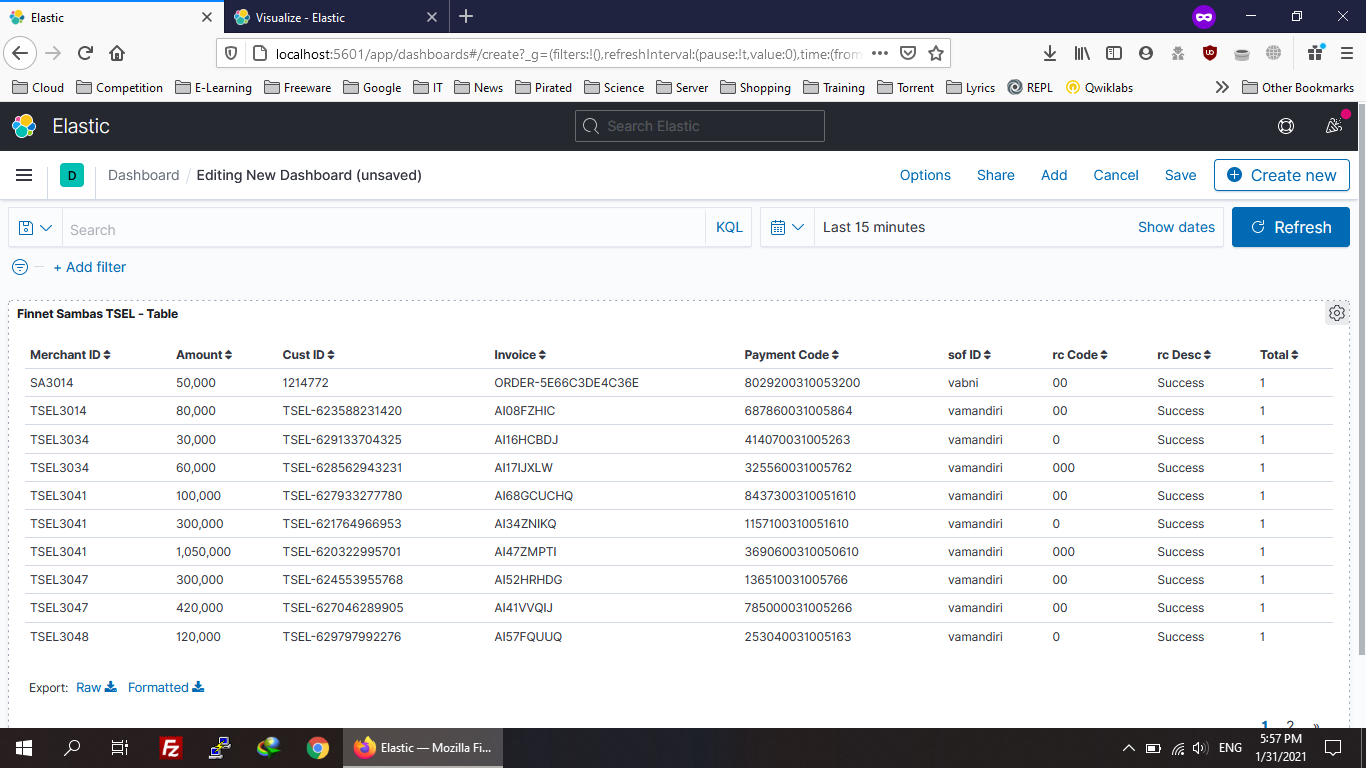 Elastic
Visualize - Elastic
localhost:5601/app/dashboards#/create?_g=(filters:!(),refreshInterval:(pause:!t,value:0),time:(from
Cloud Competition E-Learning Freeware Google IT News Pirated Science Server Shopping Training Torrent Lyrics REPL Qwiklabs Other Bookmarks
Elastic Search Elastic
D Dashboard / Editing New Dashboard (unsaved) Options Share Add Cancel Save Create new
Search KQL Last 15 minutes Show dates Refresh
+ Add filter
Finnet Sambas TSEL - Table
Merchant ID Amount Cust ID Invoice Payment Code sof ID rc Code rc Desc Total
SA3014 50,000 1214772 ORDER-5E66C3DE4C36E 8029200310053200 vabni 00 Success 1
TSEL3014 80,000 TSEL-623588231420 AI08FZHIC 687860031005864 vamandiri 00 Success 1
TSEL3034 30,000 TSEL-629133704325 AI16HCBDJ 414070031005263 vamandiri 0 Success 1
TSEL3034 60,000 TSEL-628562943231 AI17IJXLW 325560031005762 vamandiri 000 Success 1
TSEL3041 100,000 TSEL-627933277780 AI68GCUCHQ 8437300310051610 vamandiri 00 Success 1
TSEL3041 300,000 TSEL-621764966953 AI34ZNIKQ 1157100310051610 vamandiri 0 Success 1
TSEL3041 1,050,000 TSEL-620322995701 AI47ZMPTI 3690600310050610 vamandiri 000 Success 1
TSEL3047 300,000 TSEL-624553955768 AI52HRHDG 136510031005766 vamandiri 00 Success 1
TSEL3047 420,000 TSEL-627046289905 AI41VVQIJ 785000031005266 vamandiri 00 Success 1
TSEL3048 120,000 TSEL-629797992276 AI57FQUUQ 253040031005163 vamandiri 0 Success 1
Export: Raw Formatted
1 2 »
Elastic — Mozilla Fi...
ENG
5:57 PM
1/31/2021